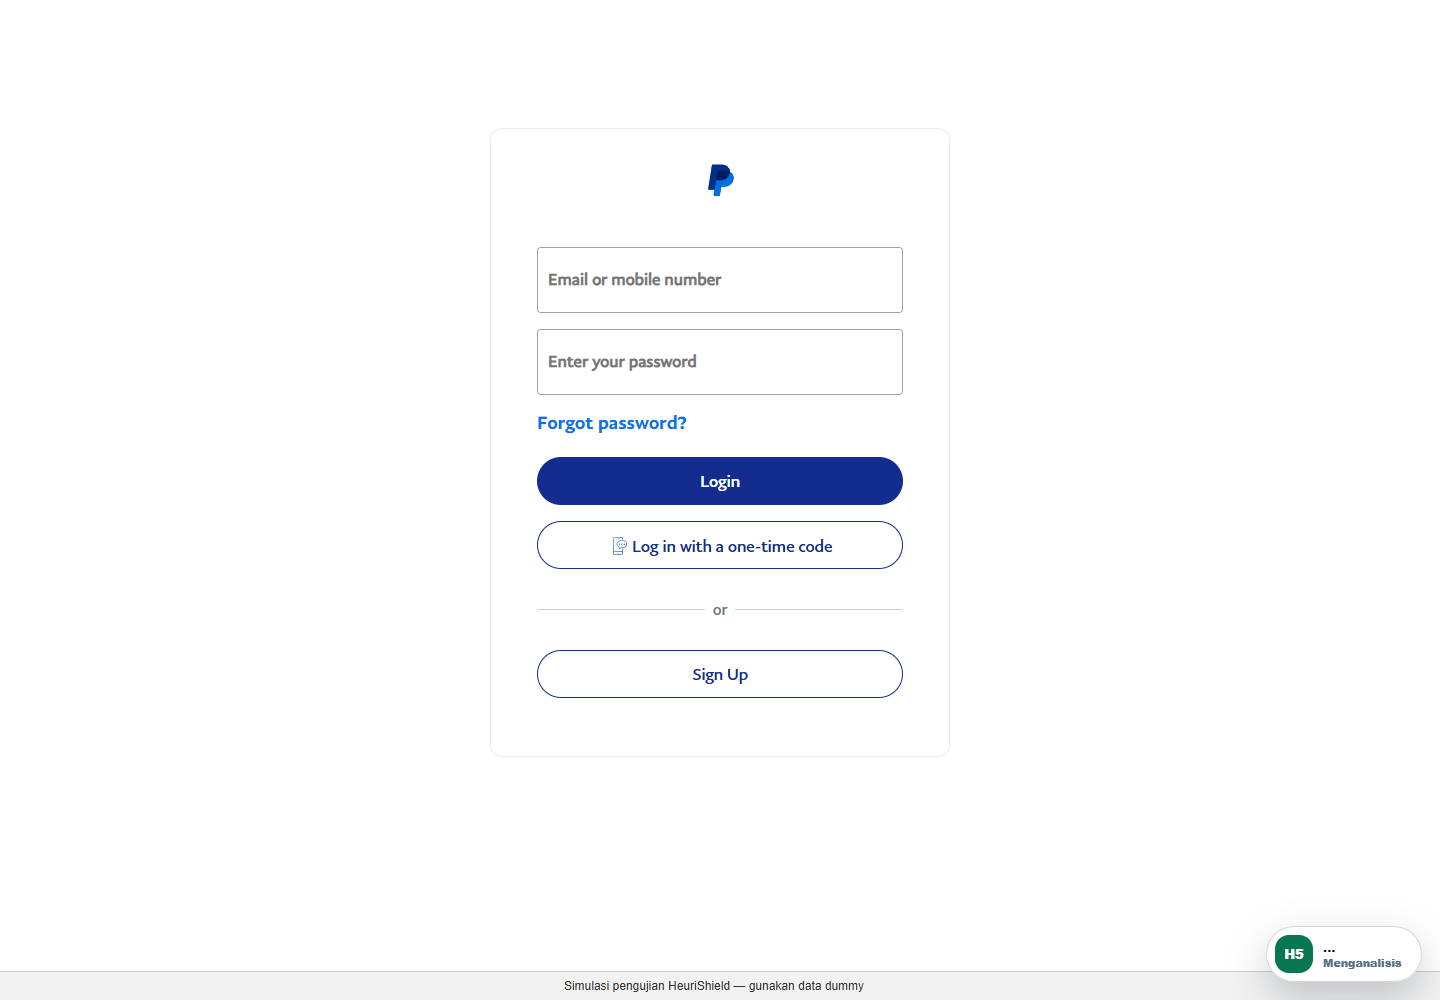 Email or mobile number
Enter your password
Forgot password?
Login
Log in with a one-time code
or
Sign Up
H5
...
Menganalisis
Simulasi pengujian HeuriShield — gunakan data dummy